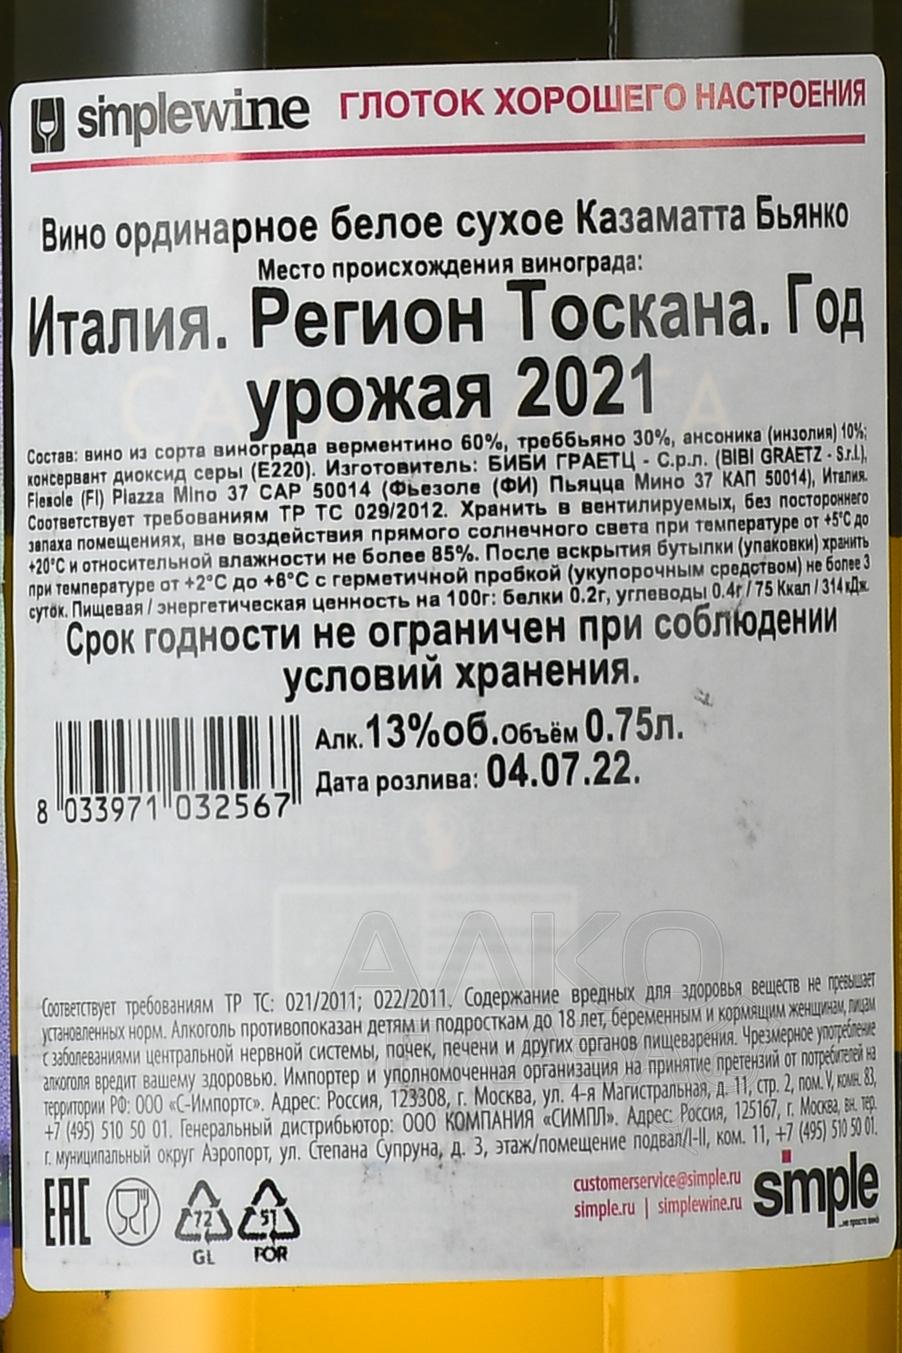 simplewine ГЛОТОК ХОРОШЕГО НАСТРОЕНИЯ
Вино ординарное белое сухое Казаматта Бьянко
Место происхождения винограда:
Италия. Регион Тоскана. Год
урожая 2021
Состав: вино из сорта винограда верментино 60%, треббьяно 30%, ансоника (инзолия) 10%;
консервант диоксид серы (Е220). Изготовитель: БИБИ ГРАЕТЦ - С.р.л. (BIBI GRAETZ - S.r.l.),
Fiesole (FI) Piazza Mino 37 CAP 50014 (Фьезоле (ФИ) Пьяцца Мино 37 КАП 50014), Италия.
Соответствует требованиям ТР ТС 029/2012. Хранить в вентилируемых, без постороннего
запаха помещениях, вне воздействия прямого солнечного света при температуре от +5°С до
+20°С и относительной влажности не более 85%. После вскрытия бутылки (упаковки) хранить
при температуре от +2°С до +6°С с герметичной пробкой (укупорочным средством) не более 3
суток. Пищевая / энергетическая ценность на 100г: белки 0.2г, углеводы 0.4г / 75 Ккал / 314 кДж.
Срок годности не ограничен при соблюдении
условий хранения.
Алк. 13%об. Объём 0.75л.
Дата розлива: 04.07.22.
8 033971 032567
АЛКО
Соответствует требованиям ТР ТС: 021/2011; 022/2011. Содержание вредных для здоровья веществ не превышает
установленных норм. Алкоголь противопоказан детям и подросткам до 18 лет, беременным и кормящим женщинам, лицам
с заболеваниями центральной нервной системы, почек, печени и других органов пищеварения. Чрезмерное употребление
алкоголя вредит вашему здоровью. Импортер и уполномоченная организация на принятие претензий от потребителей на
территории РФ: ООО «С-Импортс». Адрес: Россия, 123308, г. Москва, ул. 4-я Магистральная, д. 11, стр. 2, пом. V, комн. 83,
+7 (495) 510 50 01. Генеральный дистрибьютор: ООО КОМПАНИЯ «СИМПЛ». Адрес: Россия, 125167, г. Москва, вн. тер.
г. муниципальный округ Аэропорт, ул. Степана Супруна, д. 3, этаж/помещение подвал/I-II, ком. 11, +7 (495) 510 50 01.
EAC
72
GL
51
FOR
customerservice@simple.ru
simple.ru | simplewine.ru
simple
...не просто вино